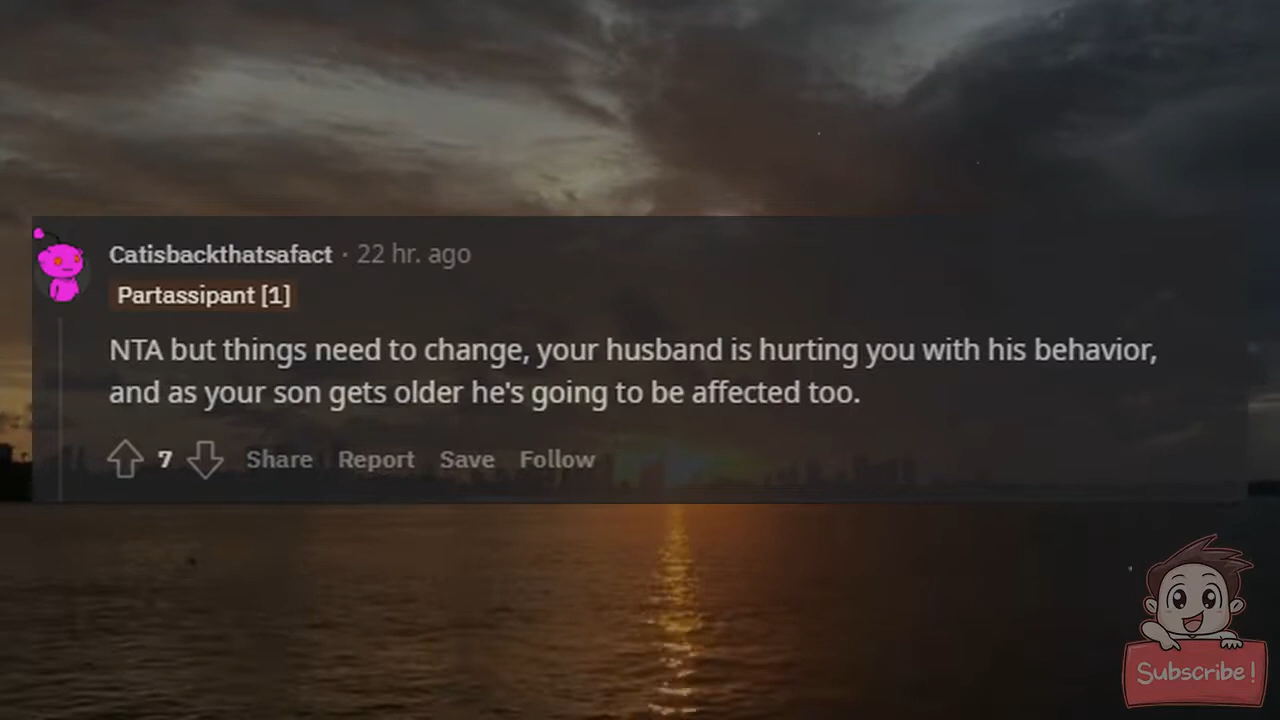 Catisbackthatsafact · 22 hr. ago
Partassipant [1]
NTA but things need to change, your husband is hurting you with his behavior,
and as your son gets older he's going to be affected too.
7 Share Report Save Follow
Subscribe!